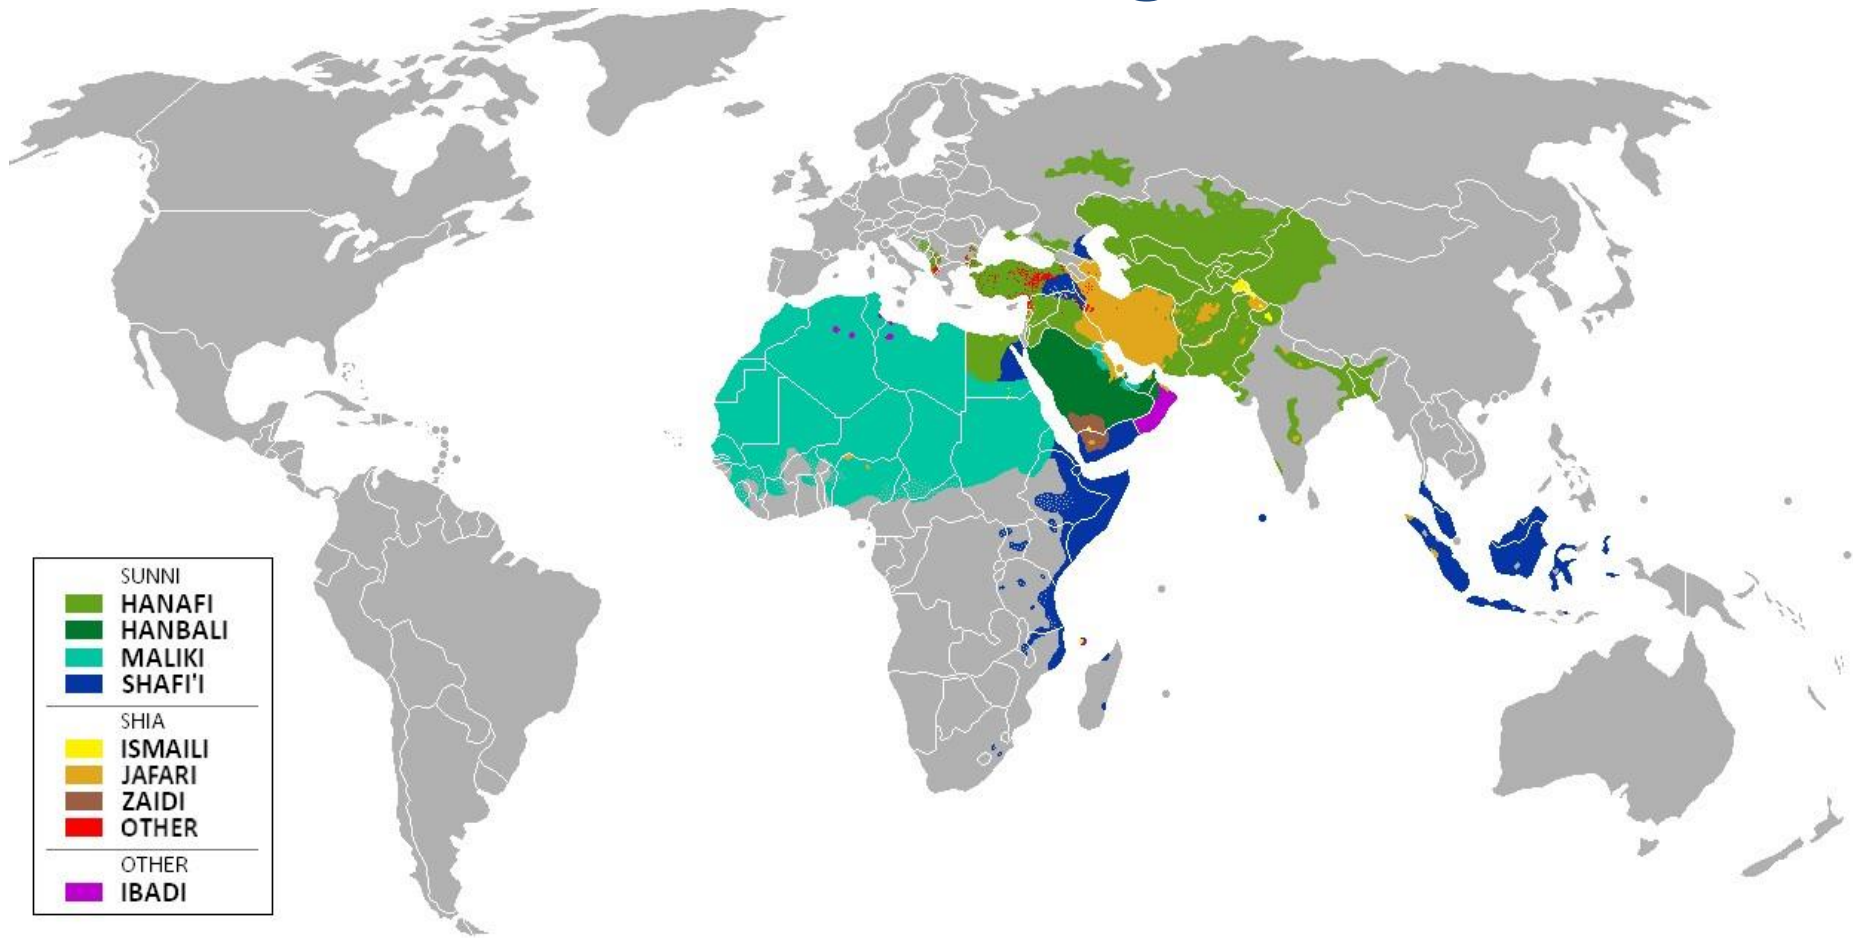 SUNNI
HANAFI
HANBALI
MALIKI
SHAFI'I
SHIA
ISMAILI
JAFARI
ZAIDI
OTHER
OTHER
IBADI